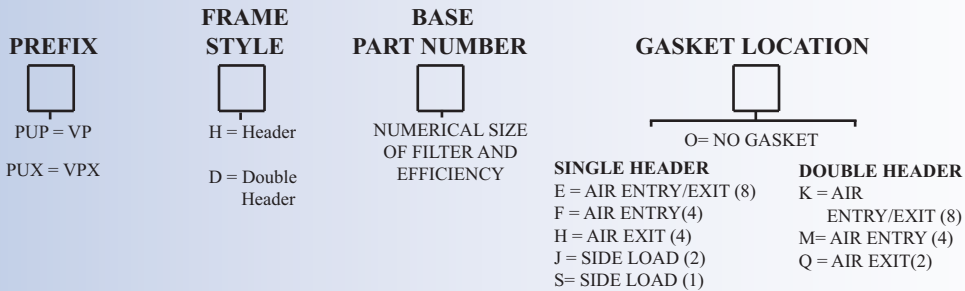 PREFIX
PUP = VP
PUX = VPX
FRAME
STYLE
H = Header
D = Double
Header
BASE
PART NUMBER
NUMERICAL SIZE
OF FILTER AND
EFFICIENCY
GASKET LOCATION
O= NO GASKET
SINGLE HEADER
E = AIR ENTRY/EXIT (8)
F = AIR ENTRY(4)
H = AIR EXIT (4)
J = SIDE LOAD (2)
S= SIDE LOAD (1)
DOUBLE HEADER
K = AIR
ENTRY/EXIT (8)
M= AIR ENTRY (4)
Q = AIR EXIT(2)